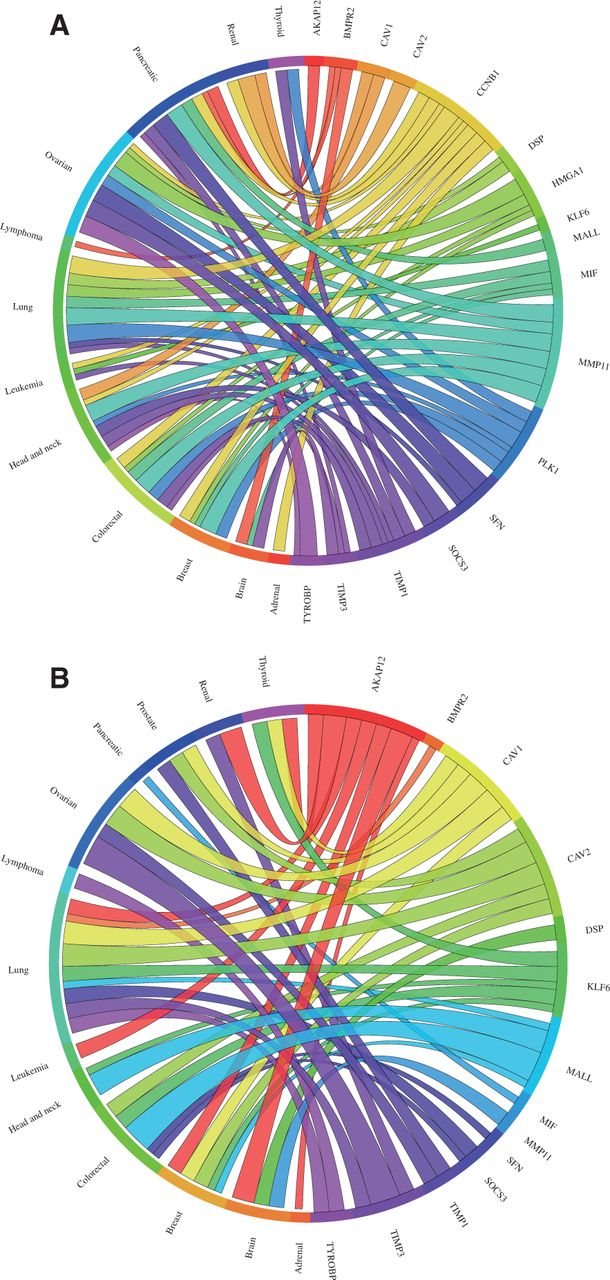 A
Thyroid
AKAP12
BMPR2
CAV1
CAV2
CCNB1
DSP
HMGA1
KLF6
MALL
MIF
MMP11
PLK1
SFN
SOCS3
TIMP1
TIMP3
TYROBP
Adrenal
Brain
Breast
Colorectal
Head and neck
Leukemia
Lung
Lymphoma
Ovarian
Pancreatic
Renal
B
Thyroid
AKAP12
BMPR2
CAV1
CAV2
DSP
KLF6
MALL
MIF
MMP11
SFN
SOCS3
TIMP1
TIMP3
TYROBP
Adrenal
Brain
Breast
Colorectal
Head and neck
Leukemia
Lung
Lymphoma
Ovarian
Pancreatic
Prostate
Renal